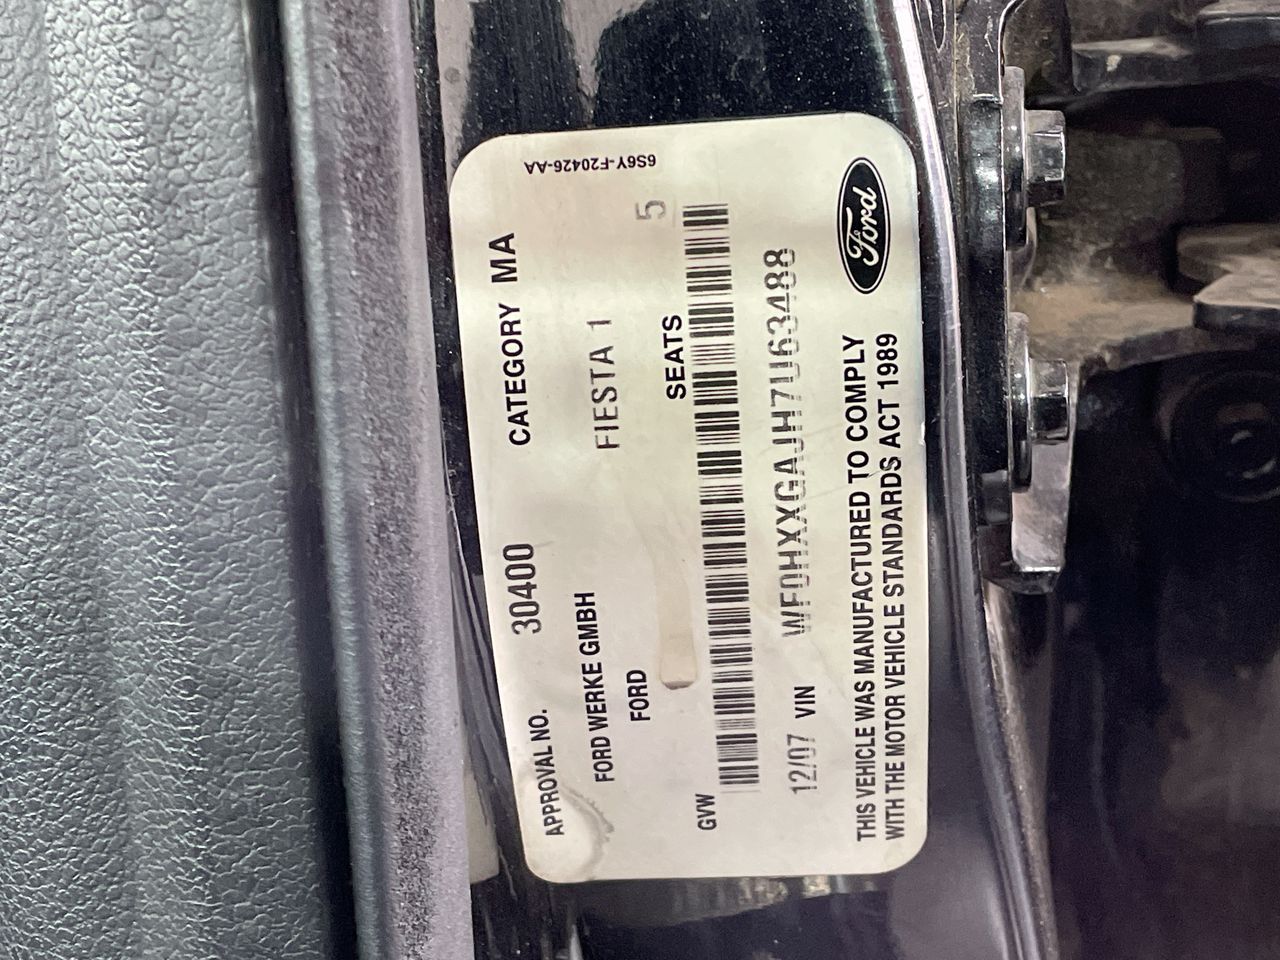 6S6Y-F20426-AA
APPROVAL NO. 30400 CATEGORY MA
FORD WERKE GMBH FIESTA 1
FORD
GVW SEATS 5
12/07 VIN WF0HXXGAJH7U63488
THIS VEHICLE WAS MANUFACTURED TO COMPLY
WITH THE MOTOR VEHICLE STANDARDS ACT 1989
Ford